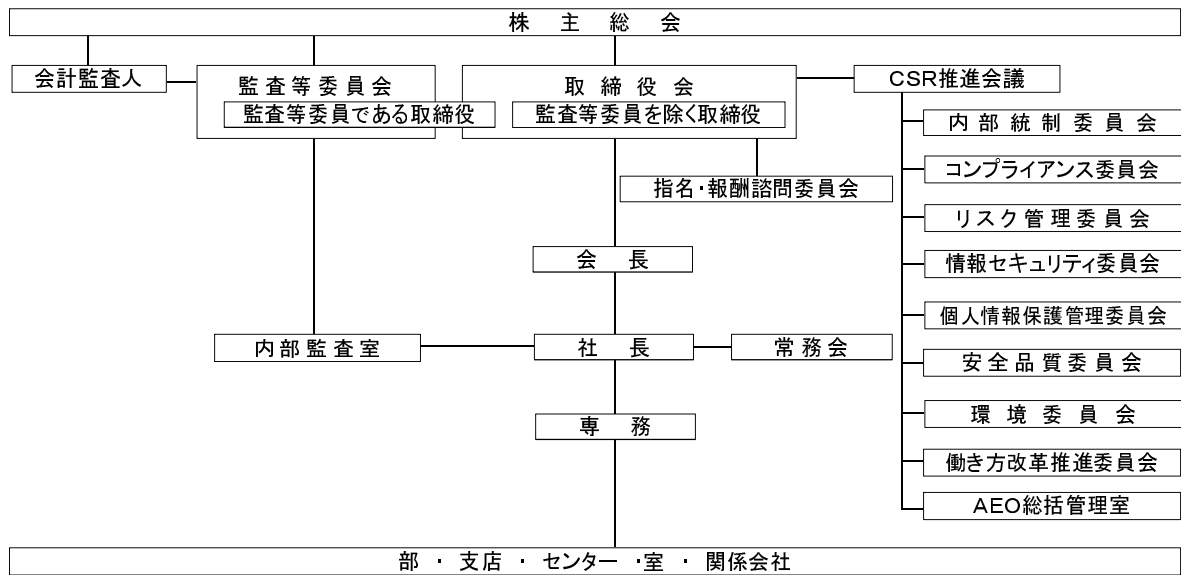 株主総会
会計監査人
監査等委員会
監査等委員である取締役
取締役会
監査等委員を除く取締役
CSR推進会議
内部統制委員会
コンプライアンス委員会
指名・報酬諮問委員会
リスク管理委員会
会長
情報セキュリティ委員会
個人情報保護管理委員会
内部監査室
社長
常務会
安全品質委員会
専務
環境委員会
働き方改革推進委員会
AEO総括管理室
部・支店・センター・室・関係会社